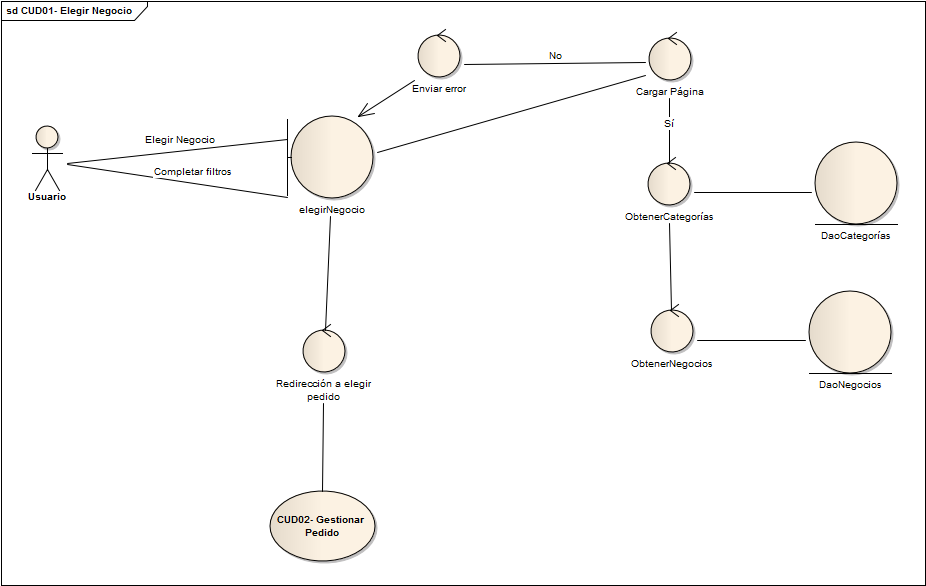 sd CUD01- Elegir Negocio
No
Enviar error
Cargar Página
Sí
Elegir Negocio
Completar filtros
Usuario
elegirNegocio
ObtenerCategorías
DaoCategorías
ObtenerNegocios
DaoNegocios
Redirección a elegir
pedido
CUD02- Gestionar
Pedido